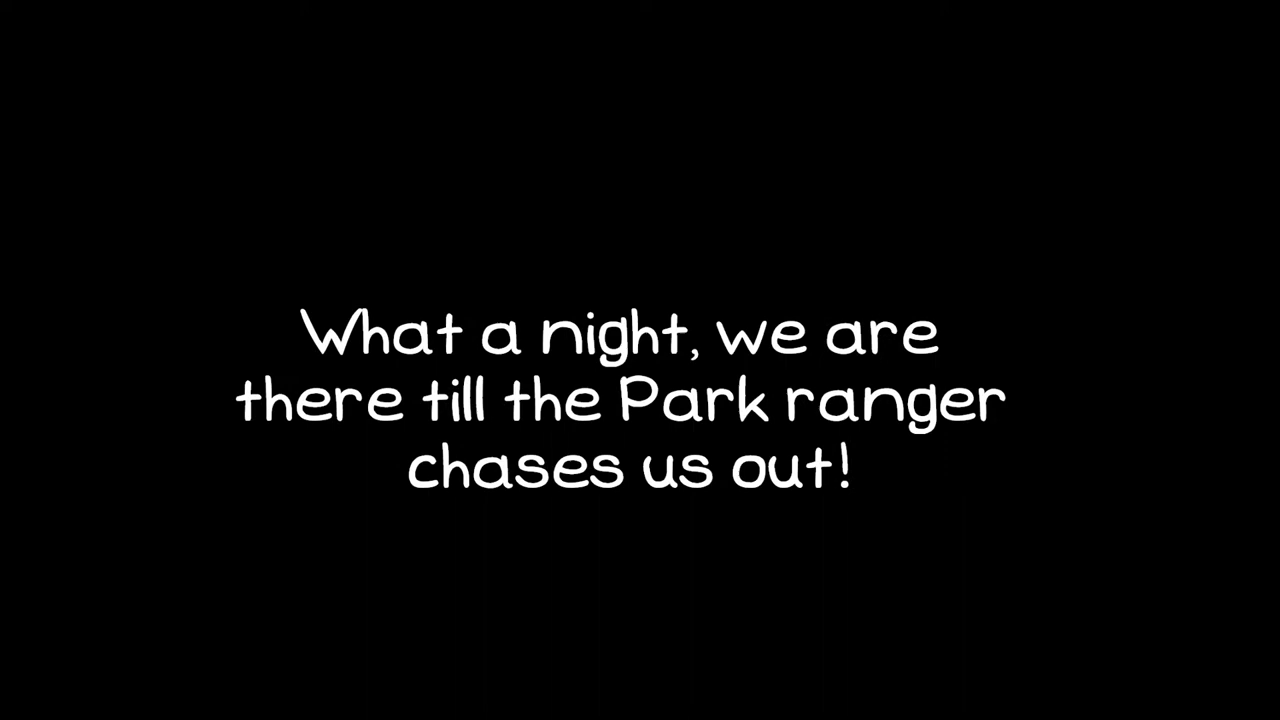 What a night, we are
there till the Park ranger
chases us out!